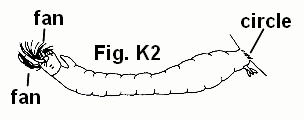 fan
circle
Fig. K2
fan